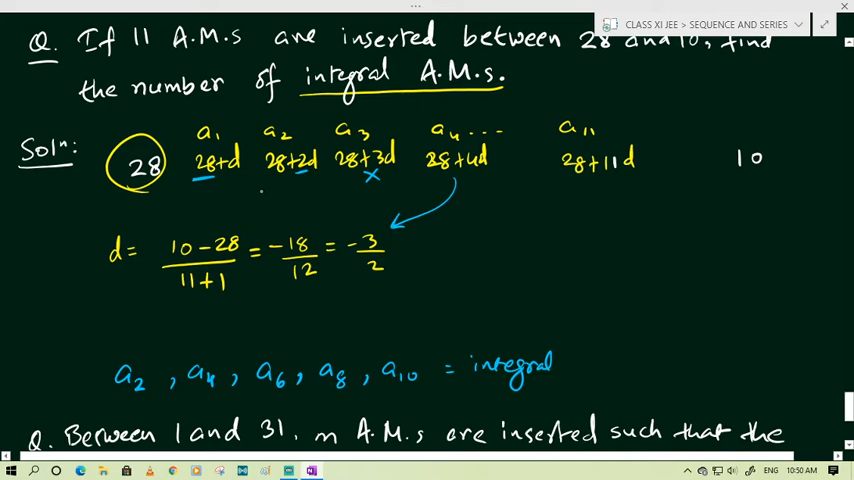 CLASS XI JEE > SEQUENCE AND SERIES
Q. If 11 A.M.s are inserted between 28 and 10, find
the number of integral A.M.s.
a₁ a₂ a₃ a₄ ... a₁₁
Solⁿ: 28 28+d 28+2d 28+3d 28+4d 28+11d 10
d = 10-28 / 11+1 = -18/12 = -3/2
a₂, a₄, a₆, a₈, a₁₀ = integral
Q. Between 1 and 31, m A.M.s are inserted such that the
ENG 10:50 AM